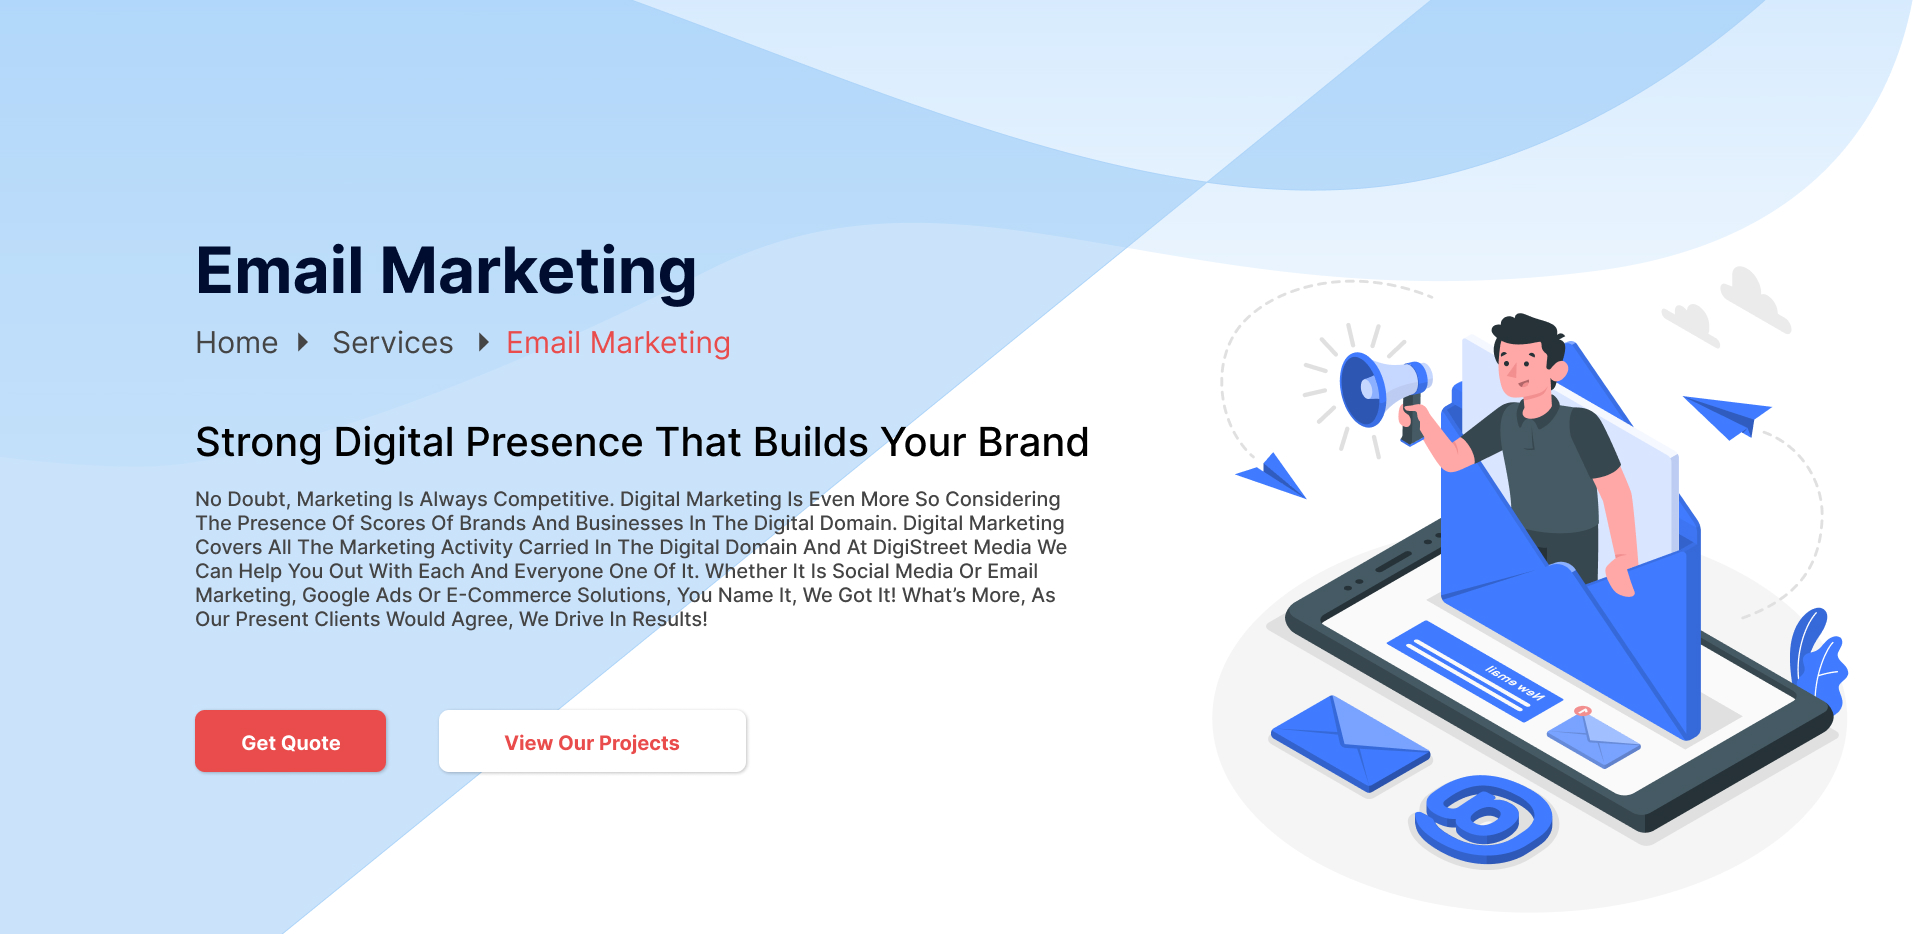 Email Marketing
Home Services Email Marketing
Strong Digital Presence That Builds Your Brand
No Doubt, Marketing Is Always Competitive. Digital Marketing Is Even More So Considering
The Presence Of Scores Of Brands And Businesses In The Digital Domain. Digital Marketing
Covers All The Marketing Activity Carried In The Digital Domain And At DigiStreet Media We
Can Help You Out With Each And Everyone One Of It. Whether It Is Social Media Or Email
Marketing, Google Ads Or E-Commerce Solutions, You Name It, We Got It! What’s More, As
Our Present Clients Would Agree, We Drive In Results!
New email
1
Get Quote View Our Projects